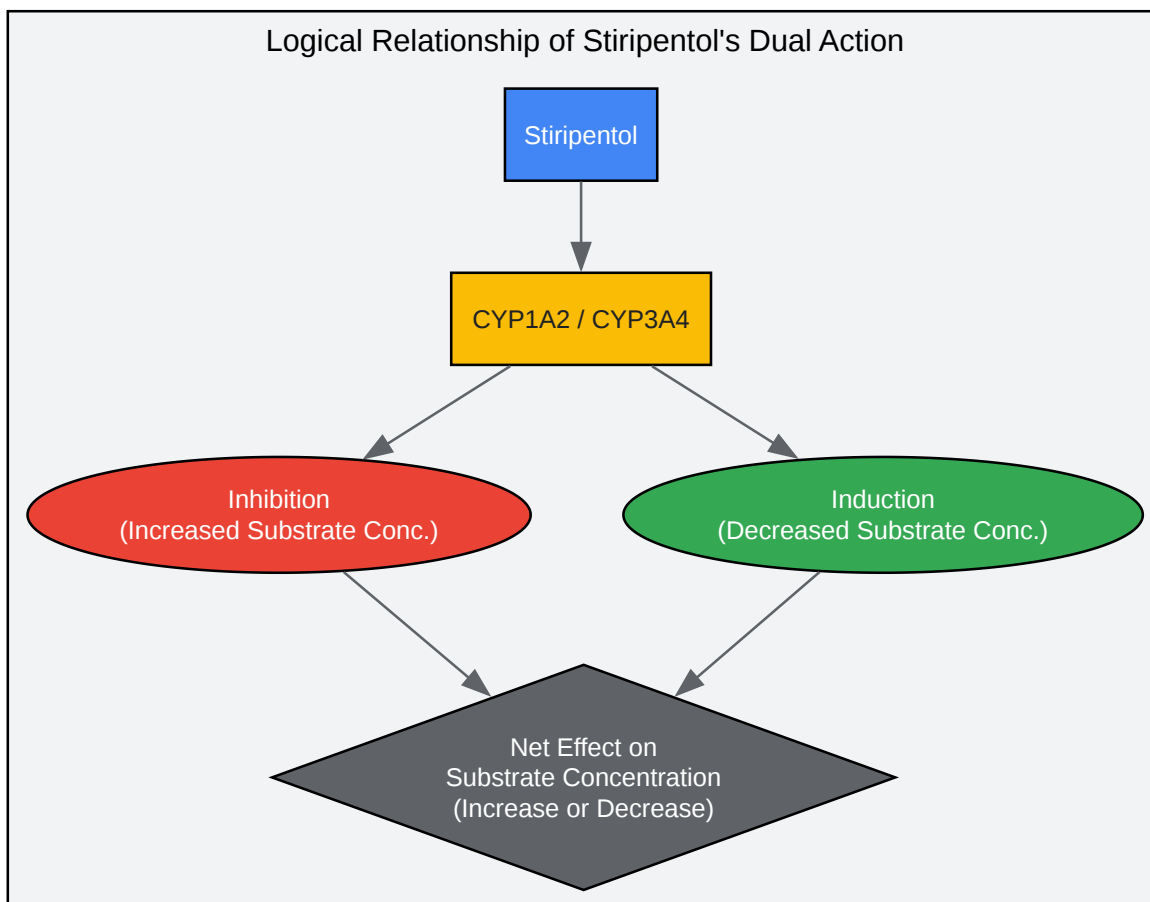 Logical Relationship of Stiripentol's Dual Action
Stiripentol
CYP1A2 / CYP3A4
Inhibition
(Increased Substrate Conc.)
Induction
(Decreased Substrate Conc.)
Net Effect on
Substrate Concentration
(Increase or Decrease)